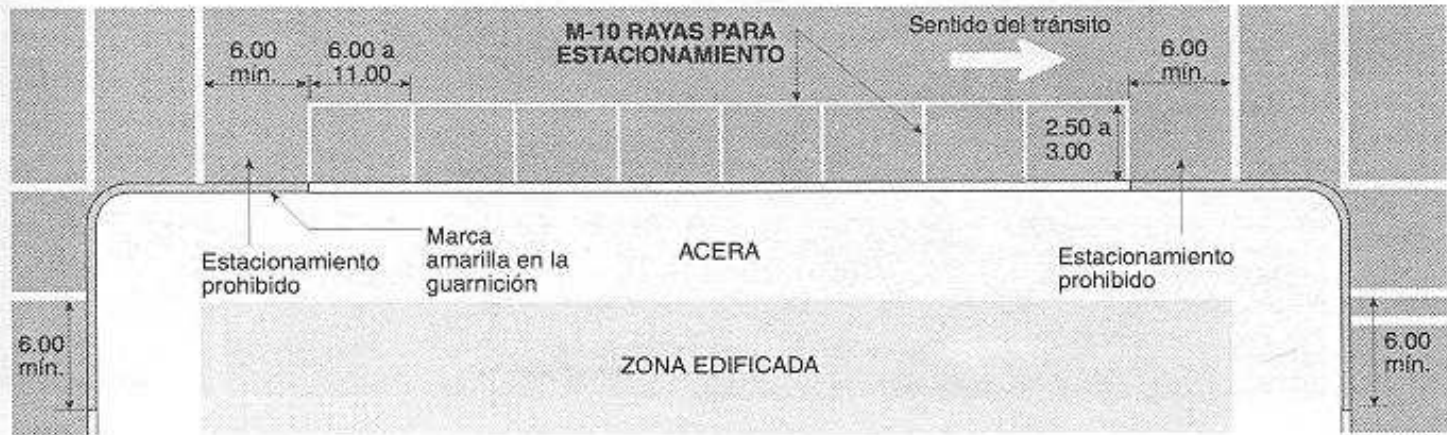 M-10 RAYAS PARA
ESTACIONAMIENTO
Sentido del tránsito
6.00
mín.
6.00 a
11.00
6.00
mín.
2.50 a
3.00
Estacionamiento
prohibido
Marca
amarilla en la
guarnición
ACERA
Estacionamiento
prohibido
6.00
mín.
ZONA EDIFICADA
6.00
mín.